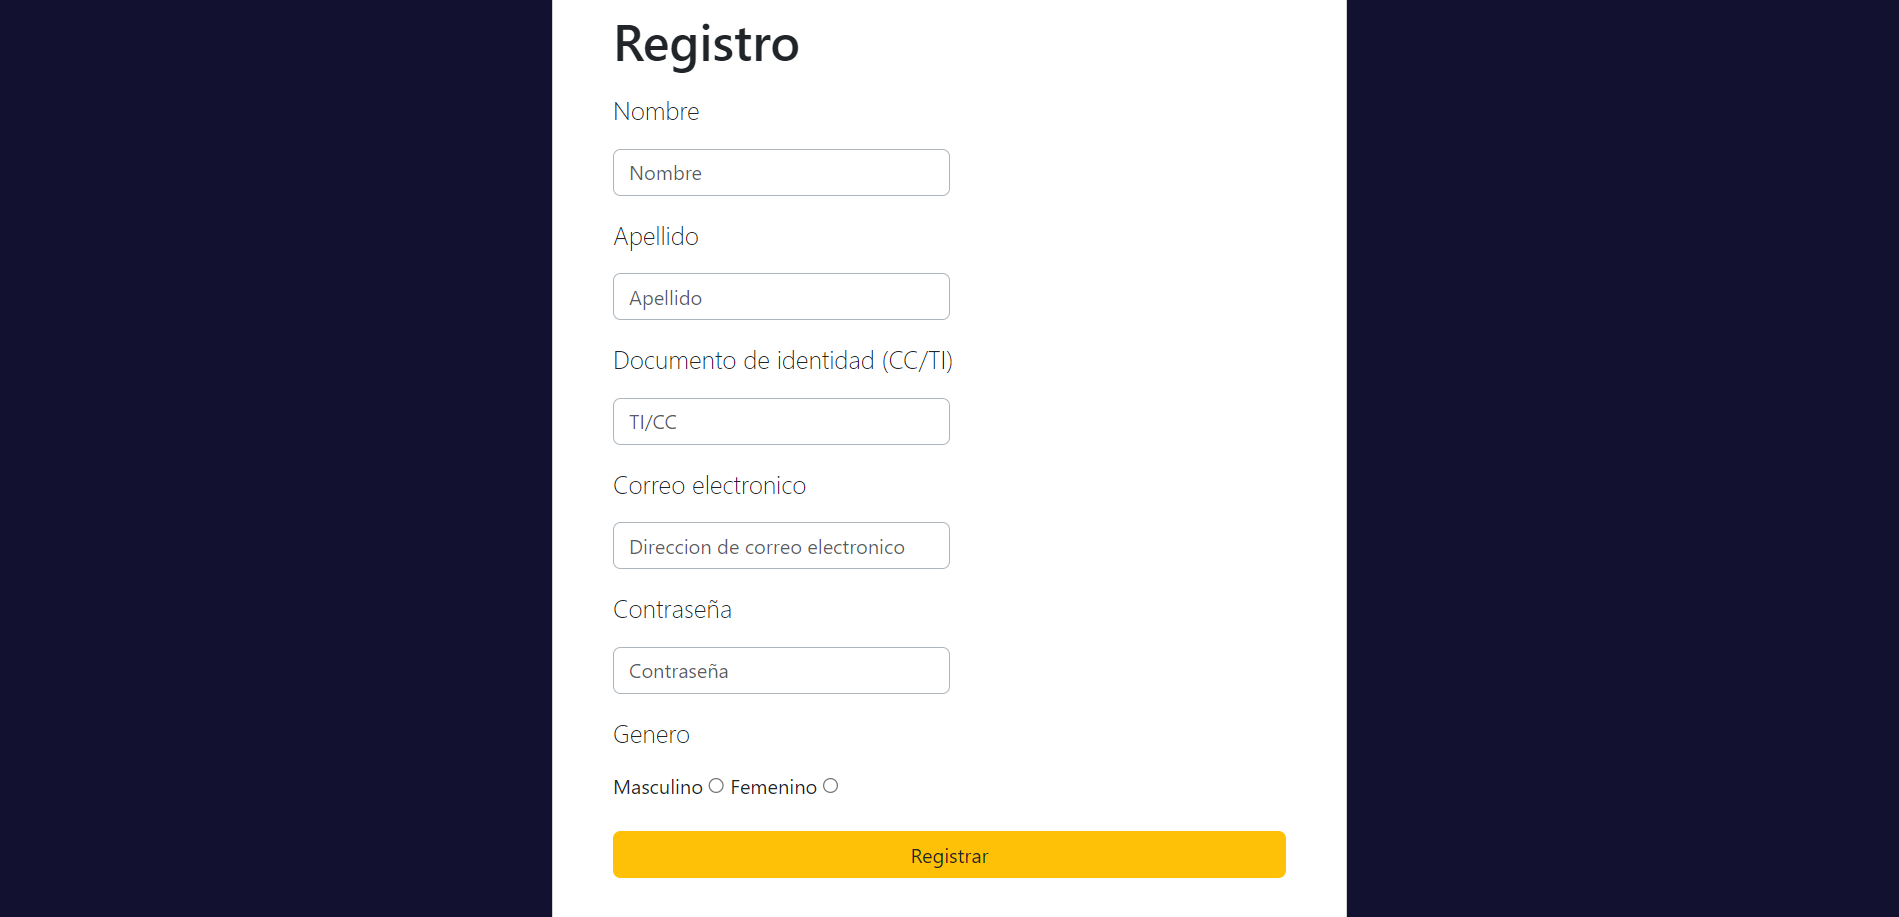 Registro
Nombre
Nombre
Apellido
Apellido
Documento de identidad (CC/TI)
TI/CC
Correo electronico
Direccion de correo electronico
Contraseña
Contraseña
Genero
Masculino Femenino
Registrar